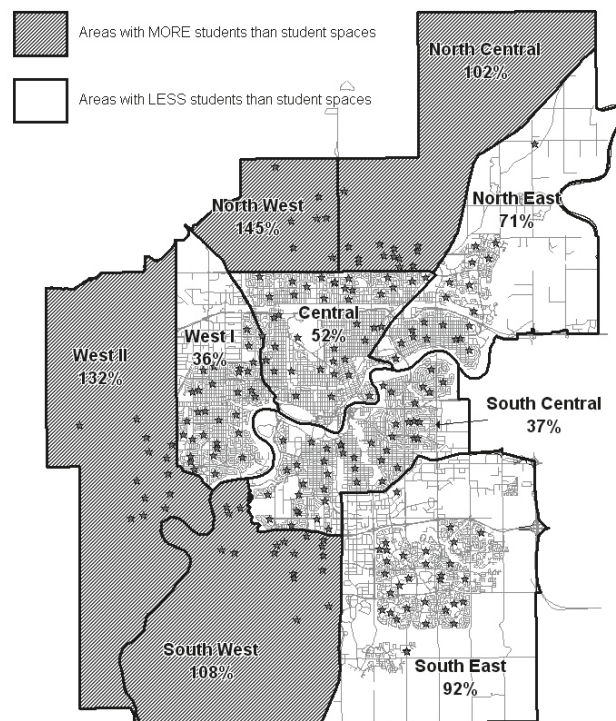 Areas with MORE students than student spaces
Areas with LESS students than student spaces
North Central
102%
North East
71%
North West
145%
Central
52%
West I
36%
West II
132%
South Central
37%
South West
108%
South East
92%